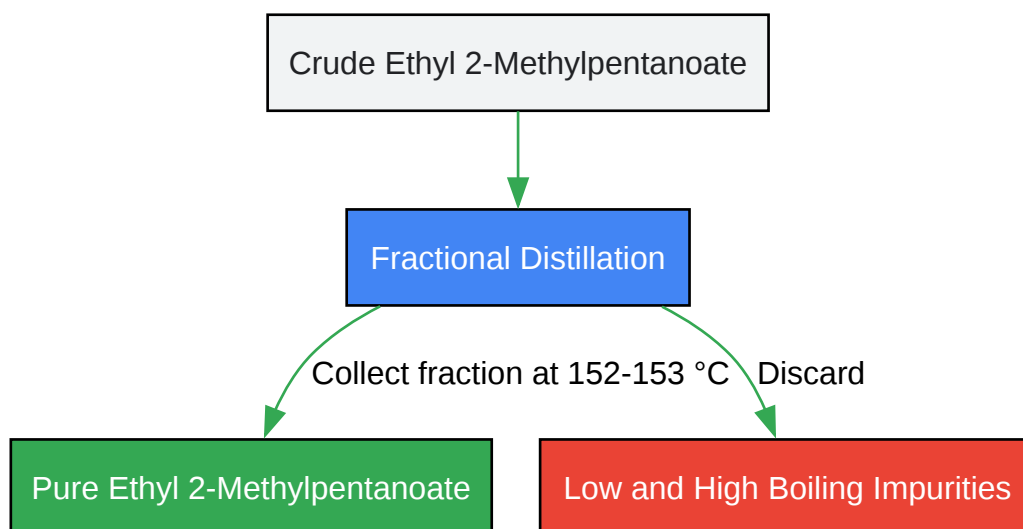 Crude Ethyl 2-Methylpentanoate
Fractional Distillation
Collect fraction at 152-153 °C
Discard
Pure Ethyl 2-Methylpentanoate
Low and High Boiling Impurities